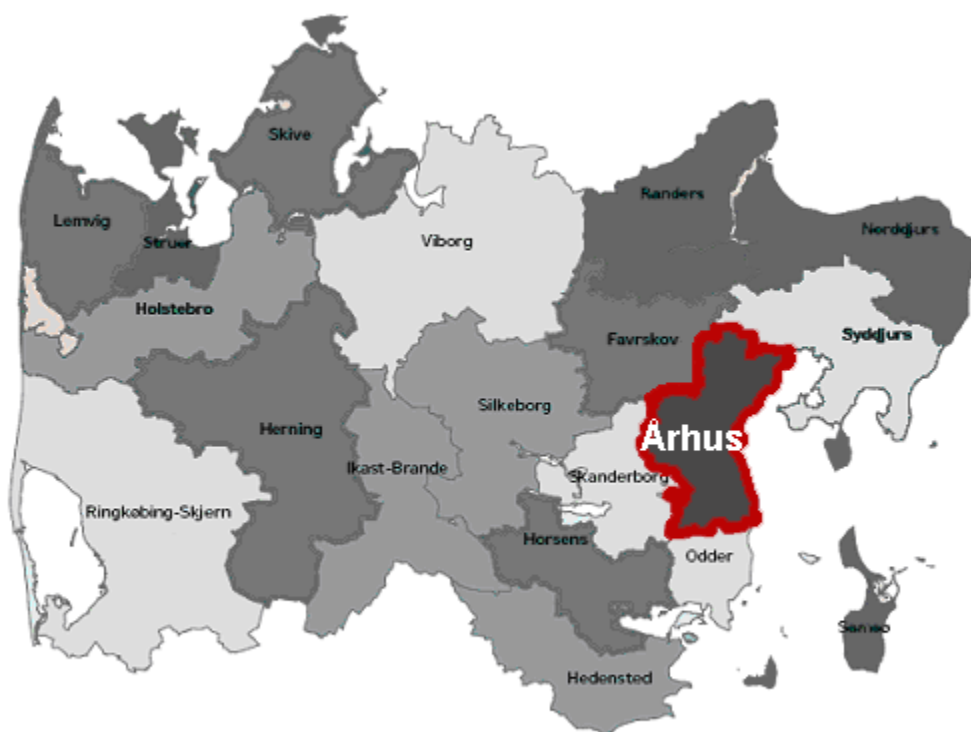 Skive
Randers
Lemvig
Nørddjurs
Struer
Viborg
Holstebro
Syddjurs
Favrskov
Silkeborg
Herning
Århus
Ikast-Brande
Skanderborg
Ringkøbing-Skjern
Horsens
Odder
Samsø
Hedensted